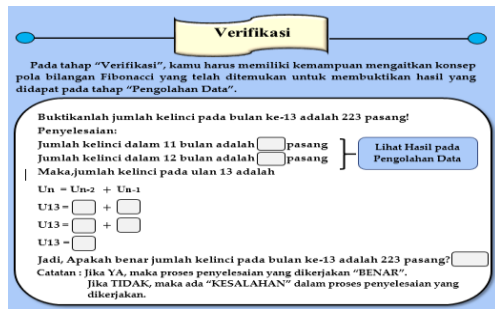 Verifikasi
Pada tahap “Verifikasi”, kamu harus memiliki kemampuan mengaitkan konsep
pola bilangan Fibonacci yang telah ditemukan untuk membuktikan hasil yang
didapat pada tahap “Pengolahan Data”.
Buktikanlah jumlah kelinci pada bulan ke-13 adalah 223 pasang!
Penyelesaian:
Jumlah kelinci dalam 11 bulan adalah pasang
Jumlah kelinci dalam 12 bulan adalah pasang
Lihat Hasil pada
Pengolahan Data
Maka,jumlah kelinci pada ulan 13 adalah
Un = Un-2 + Un-1
U13 = +
U13 = +
U13 =
Jadi, Apakah benar jumlah kelinci pada bulan ke-13 adalah 223 pasang?
Catatan : Jika YA, maka proses penyelesaian yang dikerjakan “BENAR”.
Jika TIDAK, maka ada “KESALAHAN” dalam proses penyelesaian yang
dikerjakan.